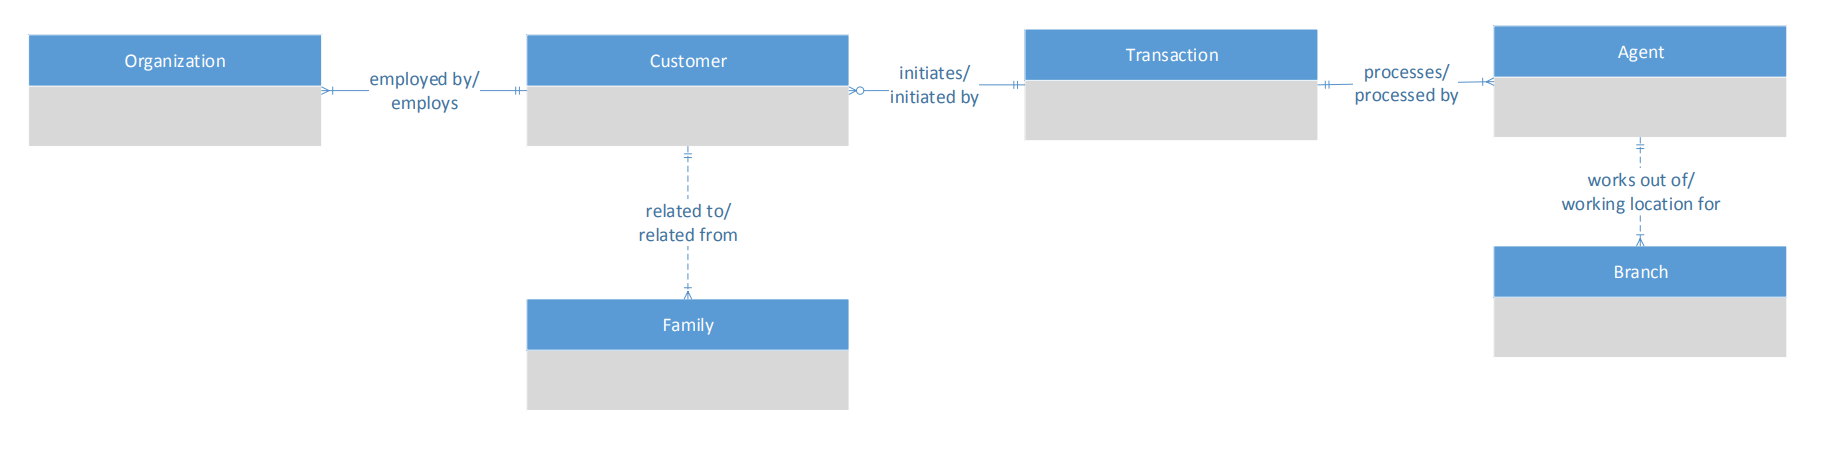 Organization
employed by/
employs
Customer
initiates/
initiated by
Transaction
processes/
processed by
Agent
related to/
related from
works out of/
working location for
Family
Branch